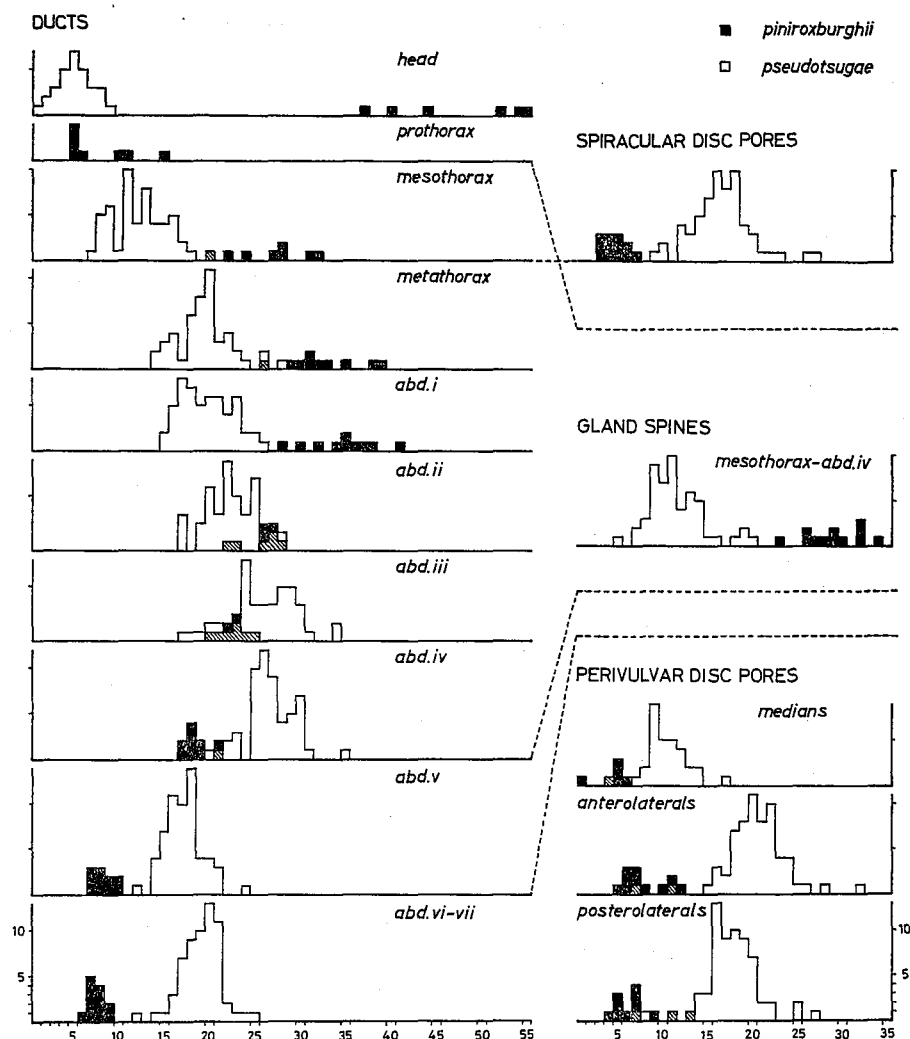 DUCTS
piniroxburghii
pseudotsugae
head
prothorax
mesothorax
metathorax
abd.i
abd.ii
abd.iii
abd.iv
abd.v
abd.vi-vii
10
5
5 10 15 20 25 30 35 40 45 50 55
SPIRACULAR DISC PORES
GLAND SPINES
mesothorax-abd.iv
PERIVULVAR DISC PORES
medians
anterolaterals
posterolaterals
10
5
5 10 15 20 25 30 35